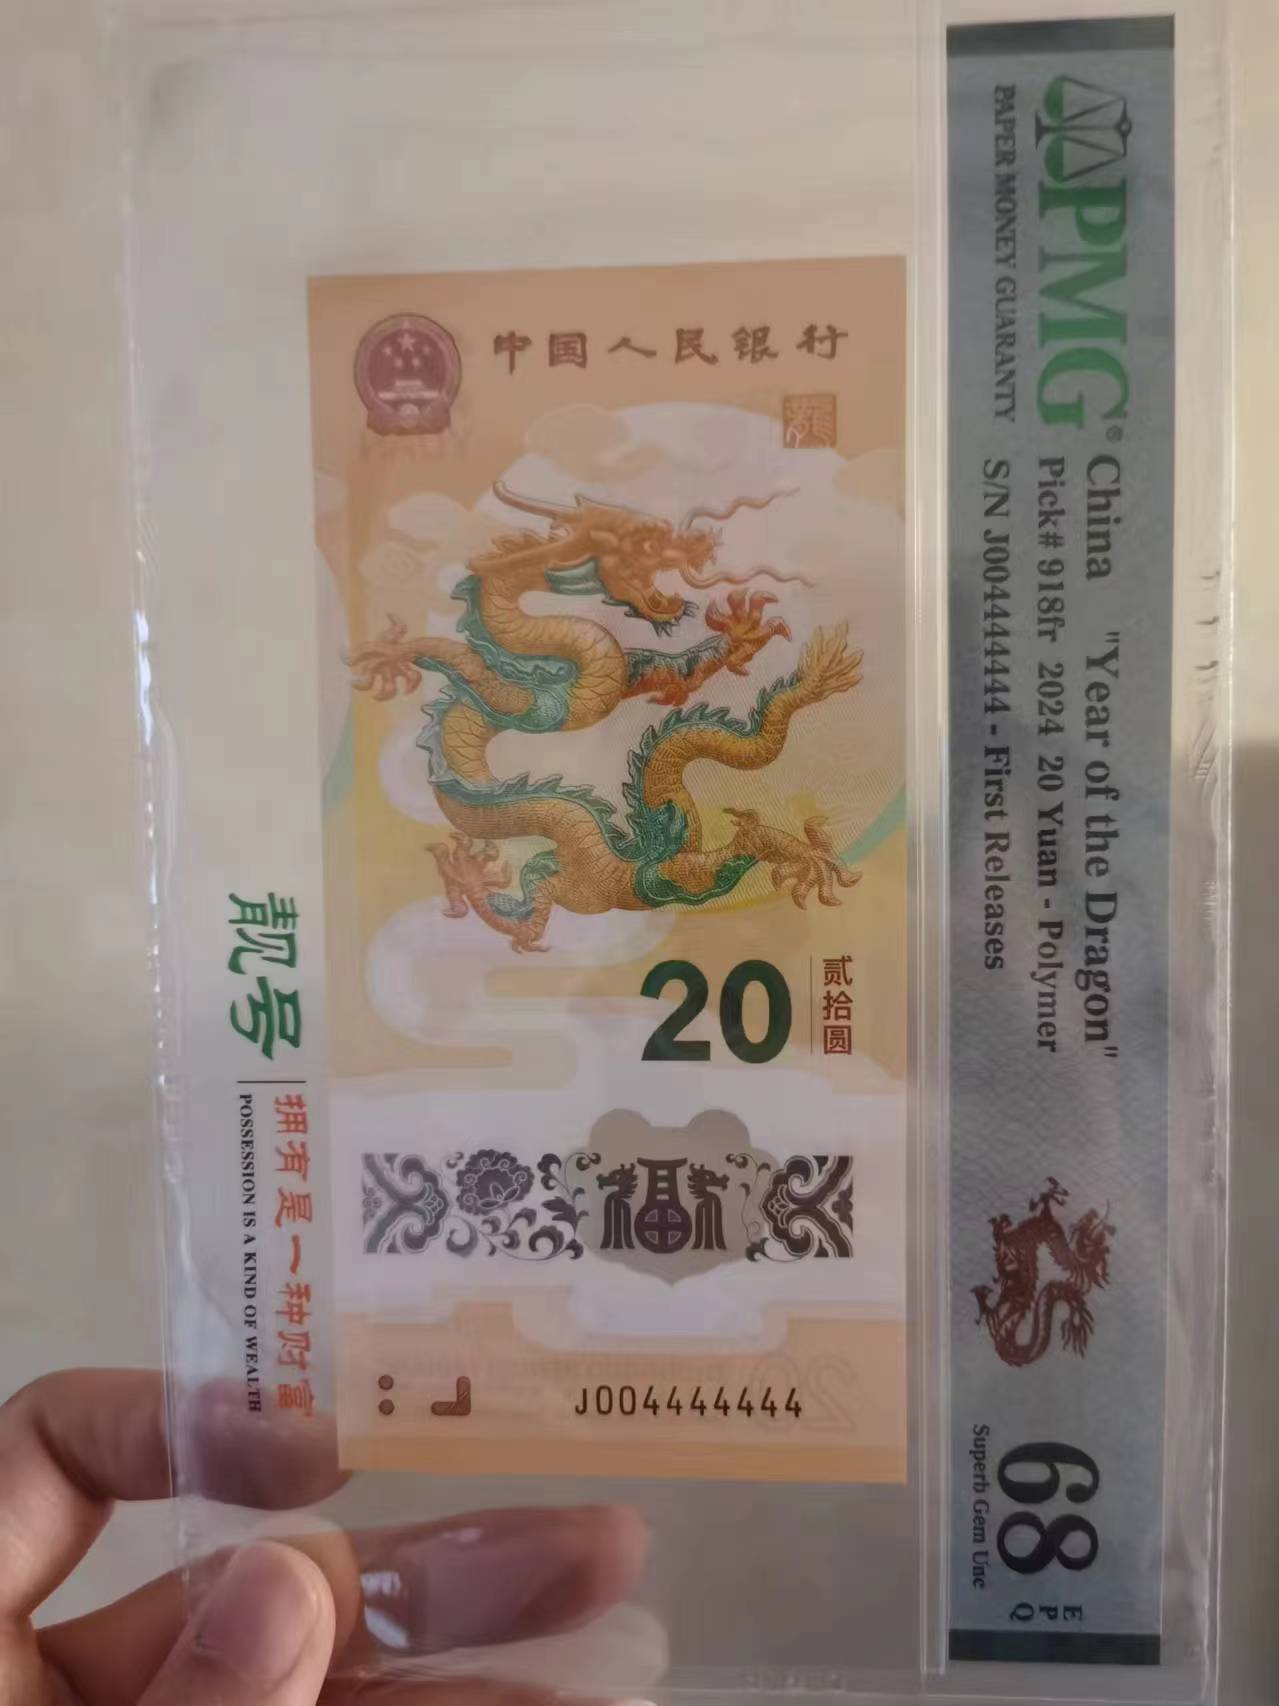 中国人民银行
龍
20
贰拾圆
J004444444
PMG®
PAPER MONEY GUARANTY
China "Year of the Dragon"
Pick# 918fr 2024 20 Yuan - Polymer
S/N J004444444 - First Releases
68
EPQ
Superb Gem Unc
靓号
拥有是一种财富
POSSESSION IS A KIND OF WEALTH